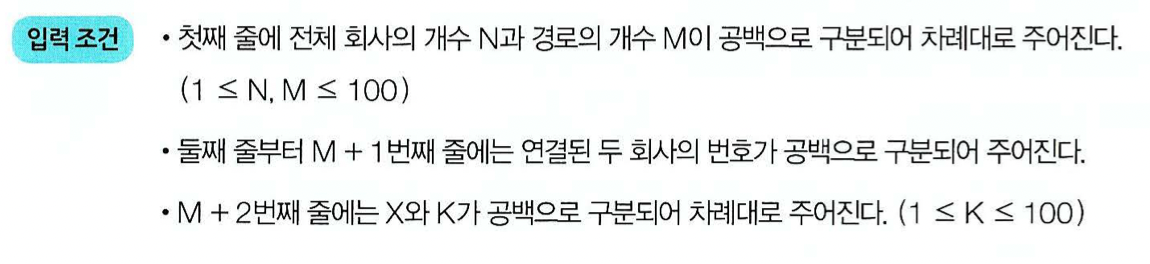 입력 조건 • 첫째 줄에 전체 회사의 개수 N과 경로의 개수 M이 공백으로 구분되어 차례대로 주어진다.
(1 ≤ N, M ≤ 100)
• 둘째 줄부터 M + 1번째 줄에는 연결된 두 회사의 번호가 공백으로 구분되어 주어진다.
• M + 2번째 줄에는 X와 K가 공백으로 구분되어 차례대로 주어진다. (1 ≤ K ≤ 100)